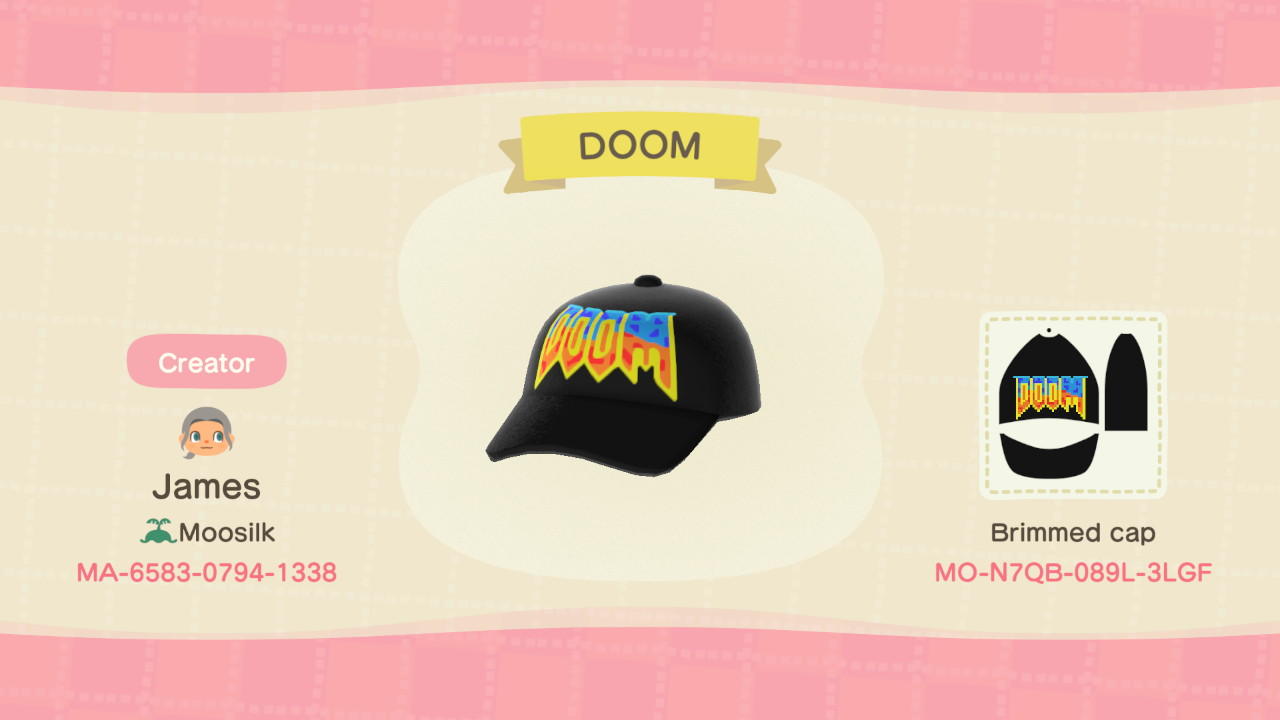 DOOM
DOOM
Creator
James
Moosilk
MA-6583-0794-1338
DOOM
Brimmed cap
MO-N7QB-089L-3LGF